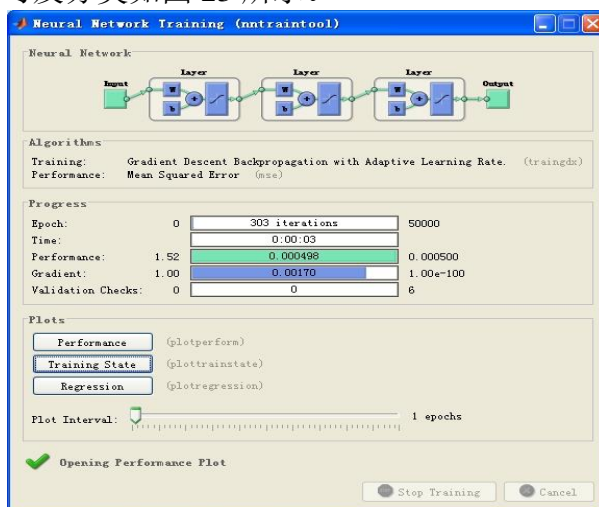 Neural Network Training (nntraintool)
Neural Network
Layer Layer Layer
Input Output
W W W
b b b
Algorithms
Training: Gradient Descent Backpropagation with Adaptive Learning Rate. (traingdx)
Performance: Mean Squared Error (mse)
Progress
Epoch: 0 303 iterations 50000
Time: 0:00:03
Performance: 1.52 0.000498 0.000500
Gradient: 1.00 0.00170 1.00e-100
Validation Checks: 0 0 6
Plots
Performance (plotperform)
Training State (plottrainstate)
Regression (plotregression)
Plot Interval: 1 epochs
Opening Performance Plot
Stop Training Cancel